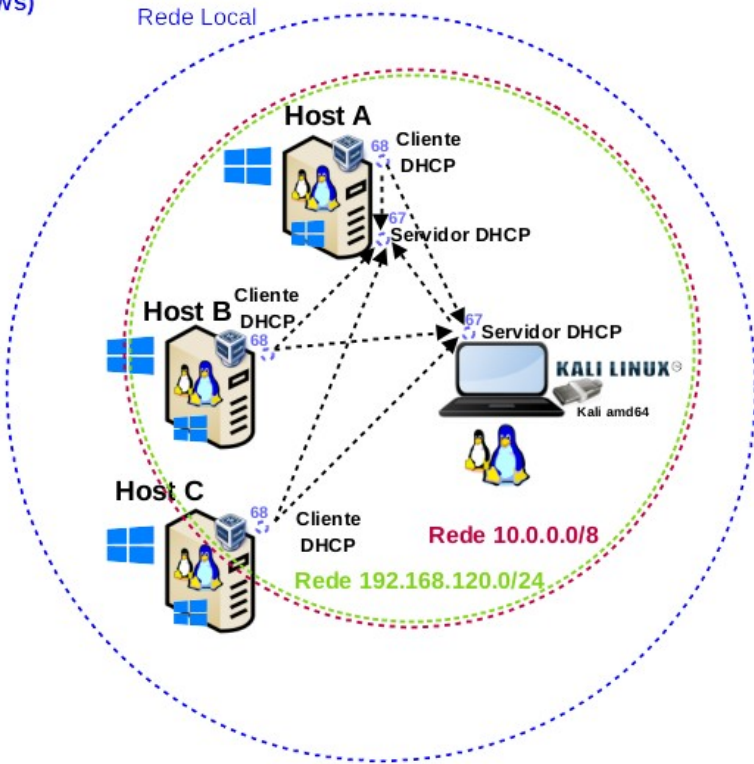 ws)
Rede Local
Host A
68
Cliente
DHCP
67
Servidor DHCP
Host B
Cliente
DHCP
68
67
Servidor DHCP
KALI LINUX
Kali amd64
Host C
68
Cliente
DHCP
Rede 10.0.0.0/8
Rede 192.168.120.0/24